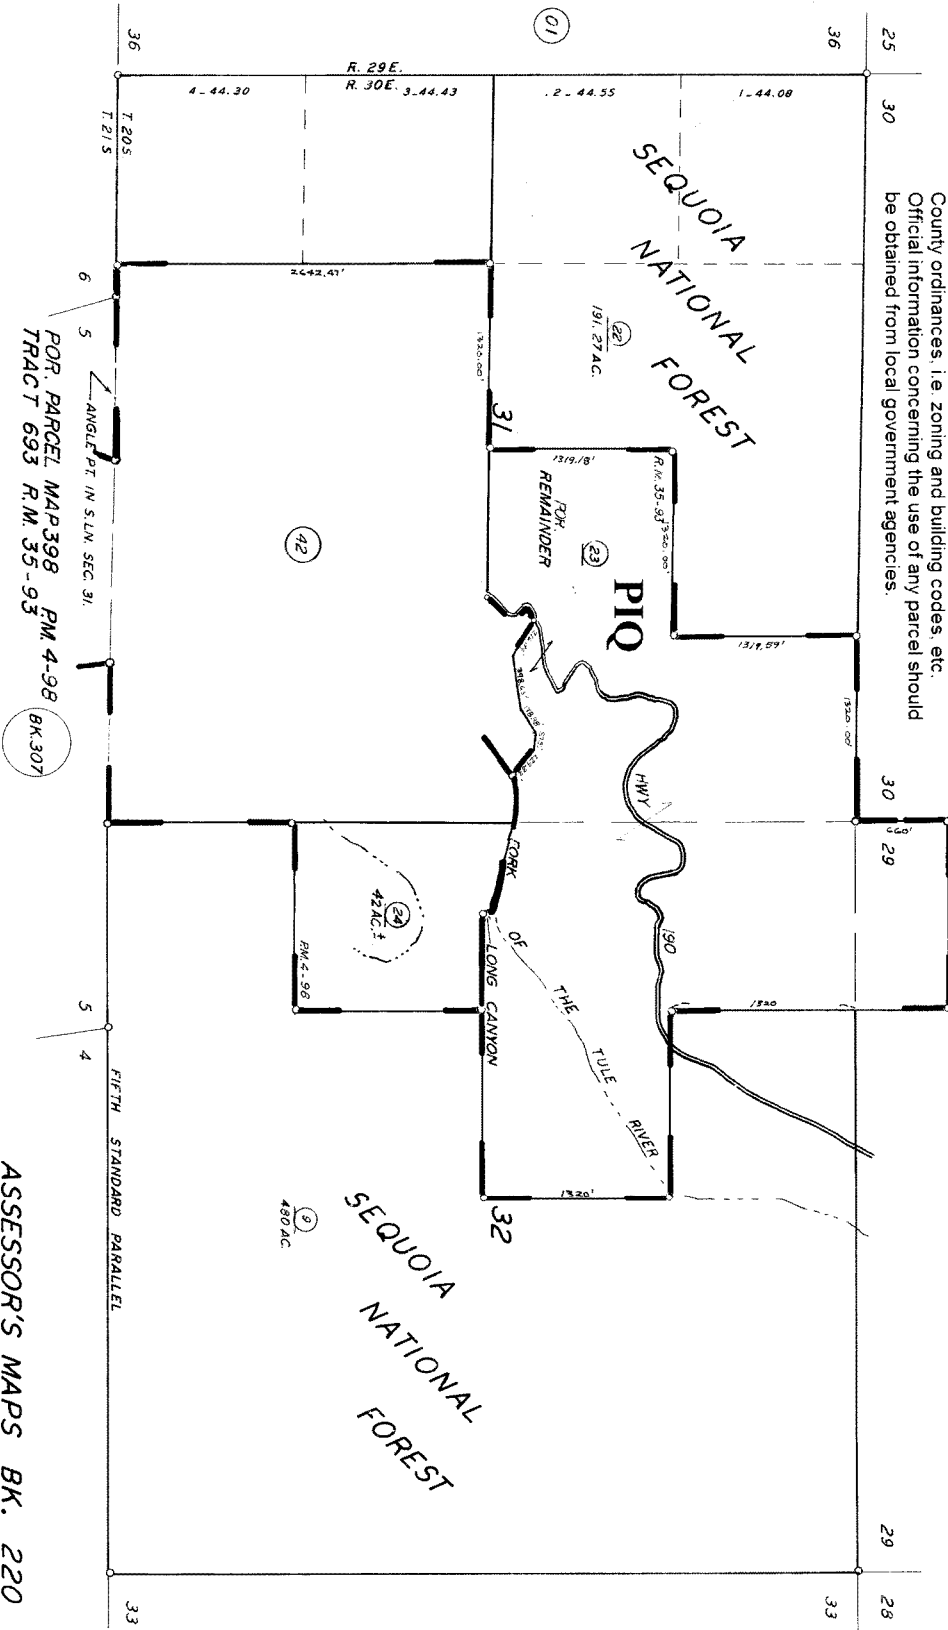 County ordinances, i.e. zoning and building codes, etc.
Official information concerning the use of any parcel should
be obtained from local government agencies.
25
30
30
29
29
28
36
36
33
33
01
R. 29E.
R. 30E.
1-44.08
2-44.55
3-44.43
4-44.30
T. 20S
T. 21S
SEQUOIA
NATIONAL
FOREST
22
191.27 AC.
1320.00'
1319.59'
R.M. 35-93
1320.00'
1319.18'
1320.00'
2642.47'
660'
1320
1320'
31
POR.
REMAINDER
23
PIQ
HWY
190
FORK
OF
THE
TULE
RIVER
LONG CANYON
42
24
42 AC.±
P.M. 4-98
32
SEQUOIA
NATIONAL
FOREST
9
480 AC.
6
5
ANGLE PT. IN S.LN. SEC. 31.
5
4
FIFTH STANDARD PARALLEL
POR. PARCEL MAP 398 P.M. 4-98
TRACT 693 R.M. 35-93
BK.307
ASSESSOR'S MAPS BK. 220